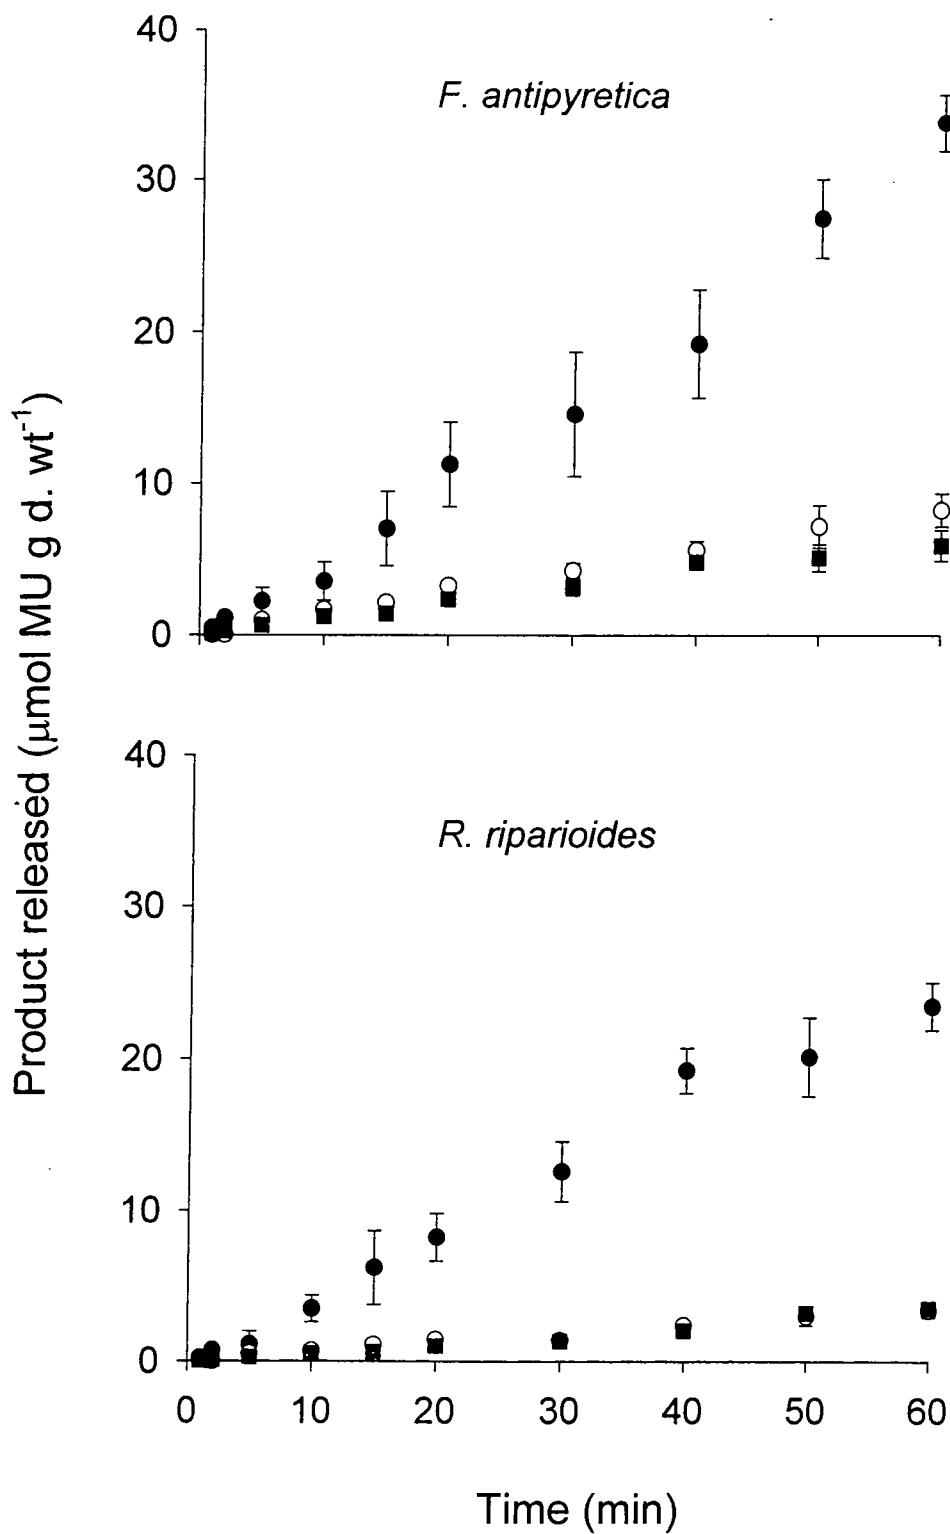 40
F. antipyretica
30
20
10
0
Product released (μmol MU g d. wt⁻¹)
40
R. riparioides
30
20
10
0
0 10 20 30 40 50 60
Time (min)